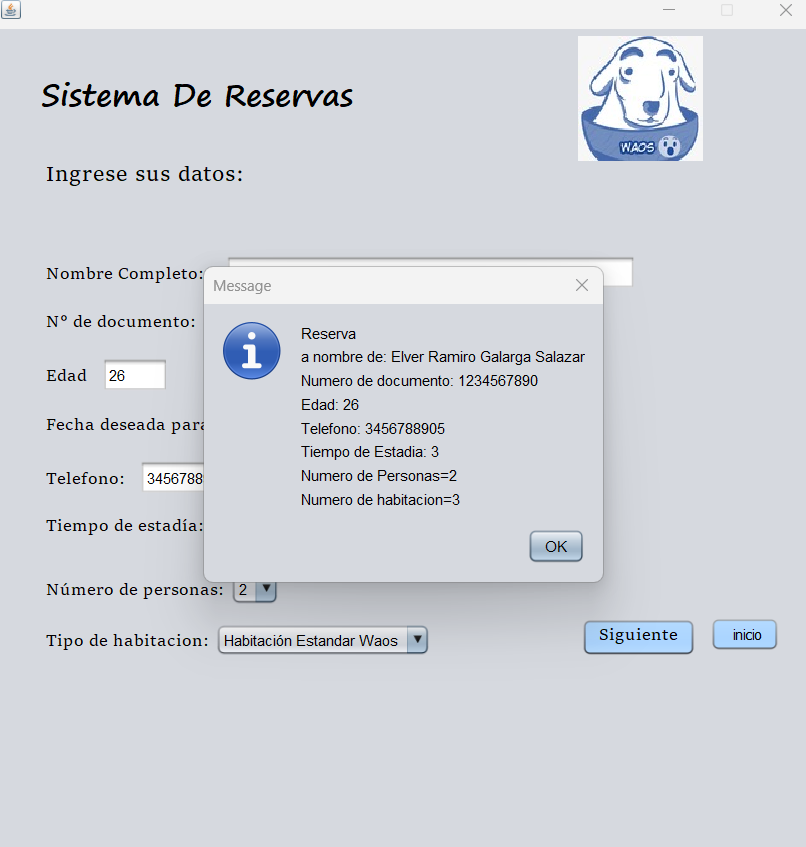 Sistema De Reservas
WAOS
Ingrese sus datos:
Nombre Completo:
Nº de documento:
Edad 26
Fecha deseada para
Telefono: 3456788
Tiempo de estadía:
Message
Reserva
a nombre de: Elver Ramiro Galarga Salazar
Numero de documento: 1234567890
Edad: 26
Telefono: 3456788905
Tiempo de Estadia: 3
Numero de Personas=2
Numero de habitacion=3
OK
Número de personas: 2
Tipo de habitacion: Habitación Estandar Waos
Siguiente
inicio